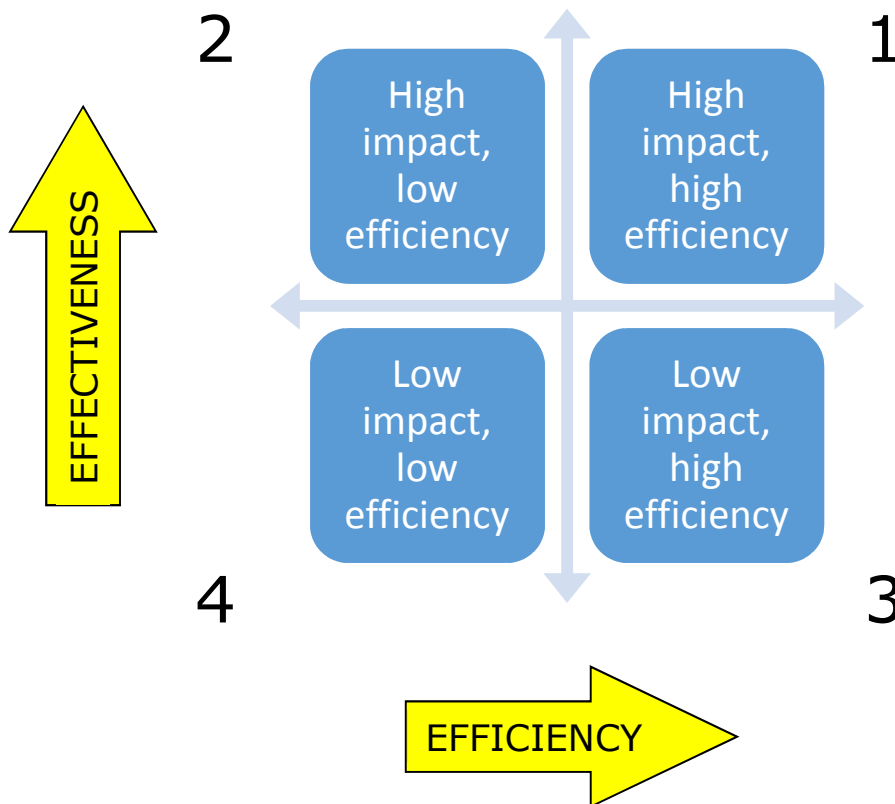 2
1
High
impact,
low
efficiency
High
impact,
high
efficiency
EFFECTIVENESS
Low
impact,
low
efficiency
Low
impact,
high
efficiency
4
3
EFFICIENCY